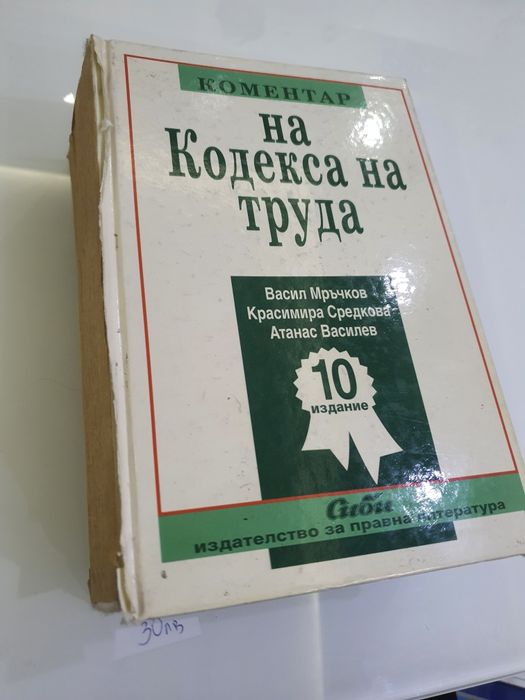 КОМЕНТАР
на
Кодекса на
труда
Васил Мръчков
Красимира Средкова
Атанас Василев
10
издание
Сиби
издателство за правна литература
30лв